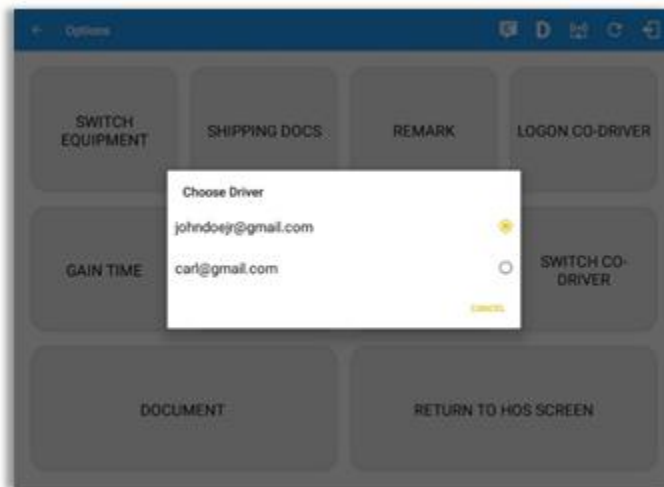 Options
D
SWITCH
EQUIPMENT
SHIPPING DOCS
REMARK
LOGON CO-DRIVER
Choose Driver
johndoejr@gmail.com
carl@gmail.com
CANCEL
GAIN TIME
SWITCH CO-
DRIVER
DOCUMENT
RETURN TO HOS SCREEN